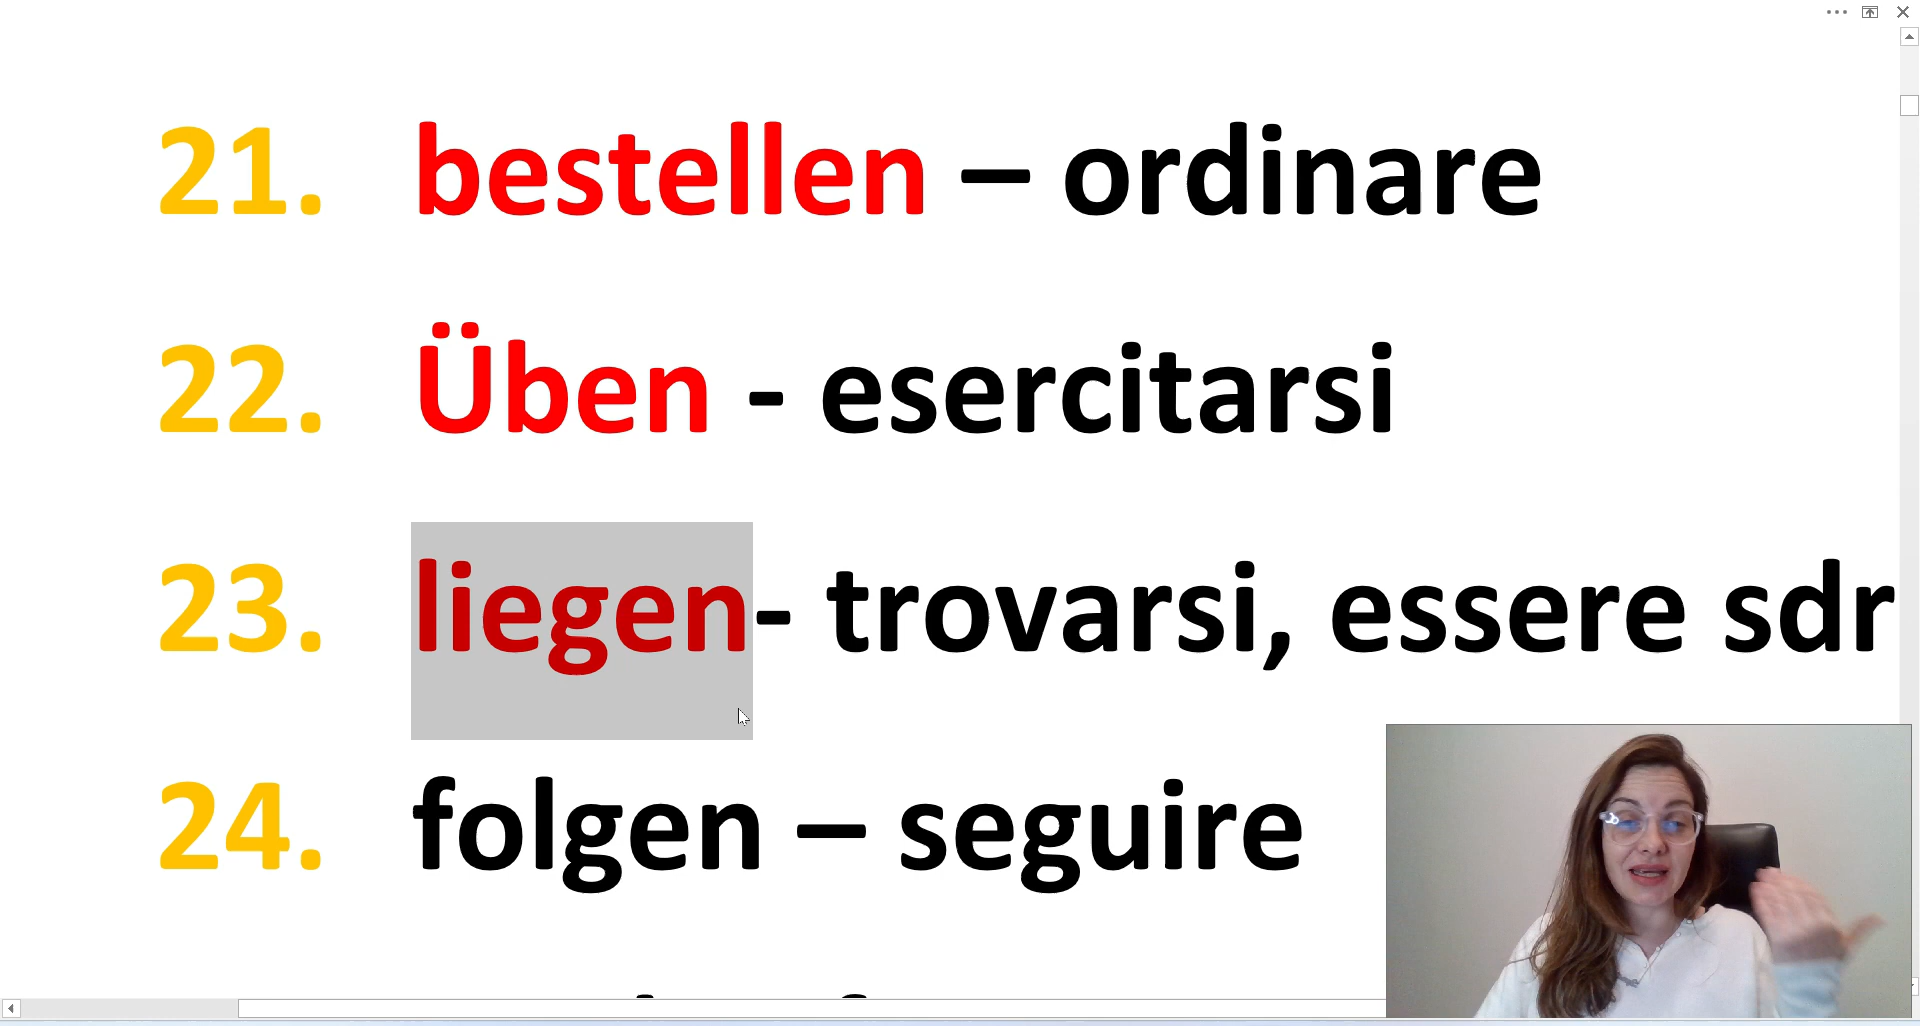 21. bestellen – ordinare
22. Üben - esercitarsi
23. liegen- trovarsi, essere sdr
24. folgen – seguire